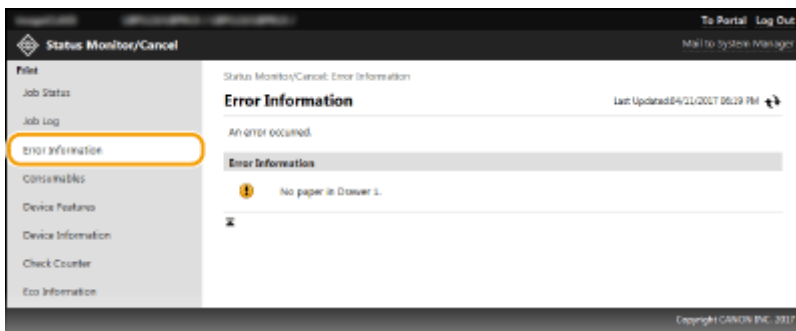 To Portal Log Out
Status Monitor/Cancel
Mail to System Manager
Print
Job Status
Job Log
Error Information
Consumables
Device Features
Device Information
Check Counter
Eco Information
Status Monitor/Cancel: Error Information
Error Information
Last Updated:04/11/2017 06:19 PM
An error occurred.
Error Information
No paper in Drawer 1.
Copyright CANON INC. 2017